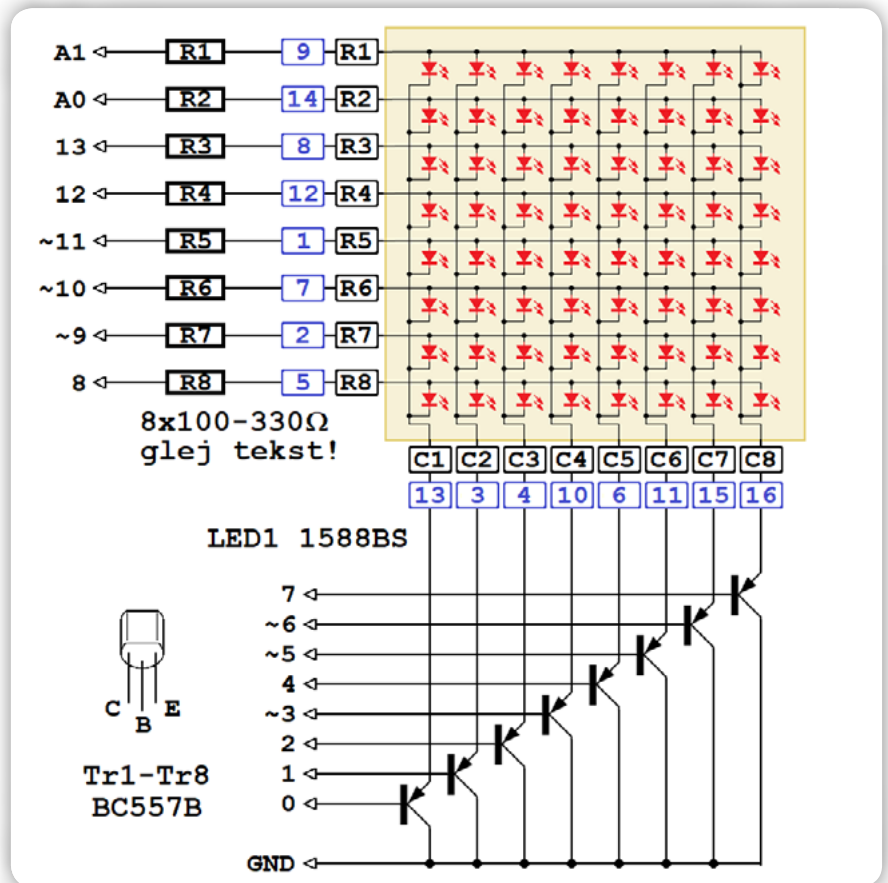 A1 R1 9 R1
A0 R2 14 R2
13 R3 8 R3
12 R4 12 R4
~11 R5 1 R5
~10 R6 7 R6
~9 R7 2 R7
8 R8 5 R8
8x100-330Ω
glej tekst!
C1 C2 C3 C4 C5 C6 C7 C8
13 3 4 10 6 11 15 16
LED1 1588BS
7
~6
~5
4
~3
2
1
0
GND
C B E
Tr1-Tr8
BC557B